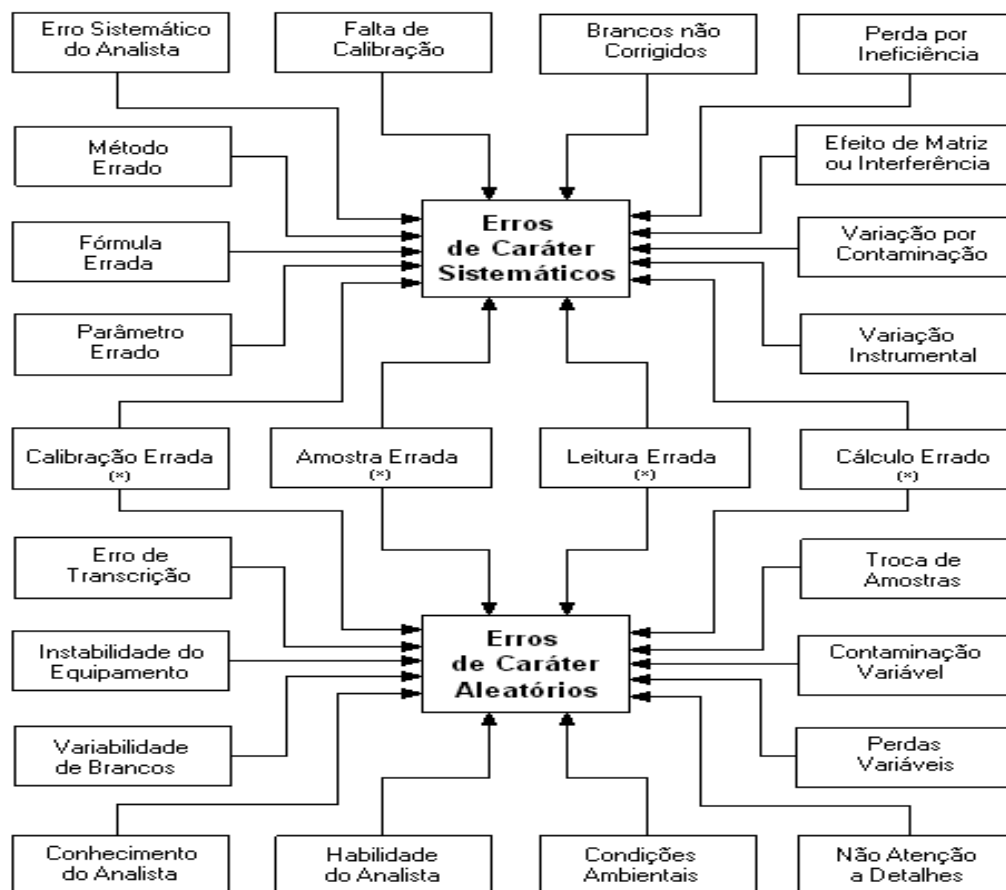 Erro Sistemático
do Analista
Falta de
Calibração
Brancos não
Corrigidos
Perda por
Ineficiência
Método
Errado
Efeito de Matriz
ou Interferência
Erros
de Caráter
Sistemáticos
Fórmula
Errada
Variação por
Contaminação
Parâmetro
Errado
Variação
Instrumental
Calibração Errada
(*)
Amostra Errada
(*)
Leitura Errada
(*)
Cálculo Errado
(*)
Erro de
Transcrição
Troca de
Amostras
Erros
de Caráter
Aleatórios
Instabilidade do
Equipamento
Contaminação
Variável
Variabilidade
de Brancos
Perdas
Variáveis
Conhecimento
do Analista
Habilidade
do Analista
Condições
Ambientais
Não Atenção
a Detalhes